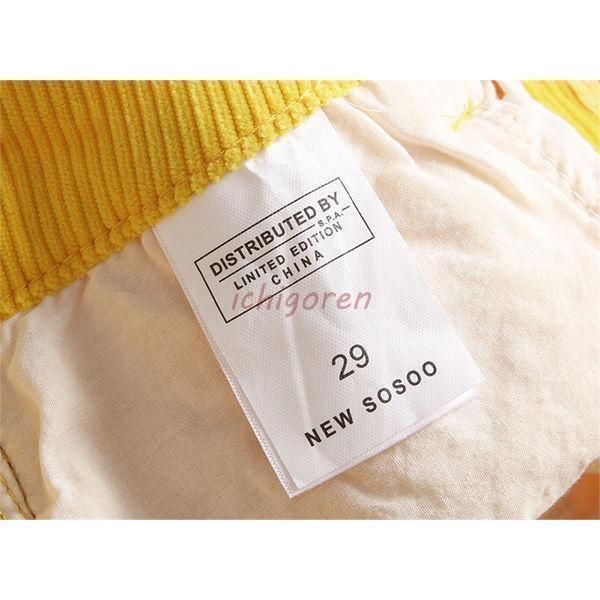 DISTRIBUTED BY
S.P.A.
LIMITED EDITION
CHINA
ichigoren
29
NEW SOSOO